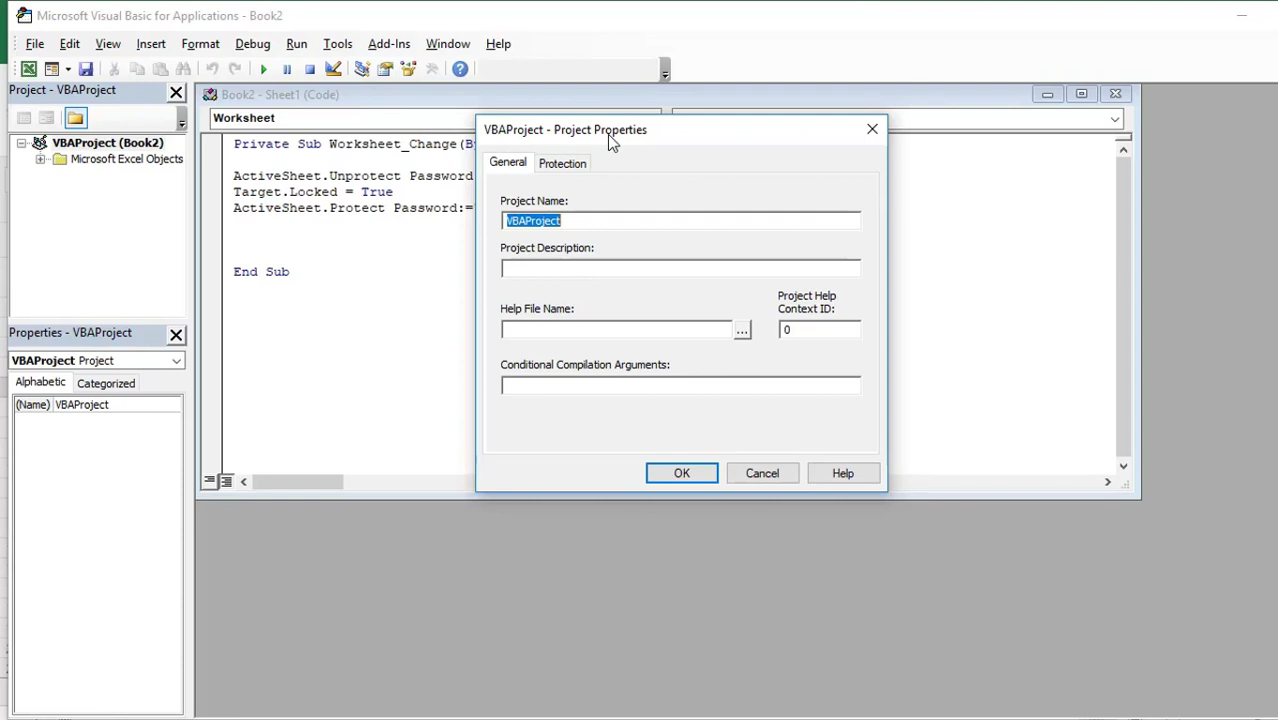 Microsoft Visual Basic for Applications - Book2
File Edit View Insert Format Debug Run Tools Add-Ins Window Help
Project - VBAProject
VBAProject (Book2)
Microsoft Excel Objects
Properties - VBAProject
VBAProject Project
Alphabetic Categorized
(Name) VBAProject
Book2 - Sheet1 (Code)
Worksheet
Private Sub Worksheet_Change(
ActiveSheet.Unprotect Password
Target.Locked = True
ActiveSheet.Protect Password:=
End Sub
VBAProject - Project Properties
General Protection
Project Name:
VBAProject
Project Description:
Help File Name:
Project Help
Context ID:
...
0
Conditional Compilation Arguments:
OK Cancel Help